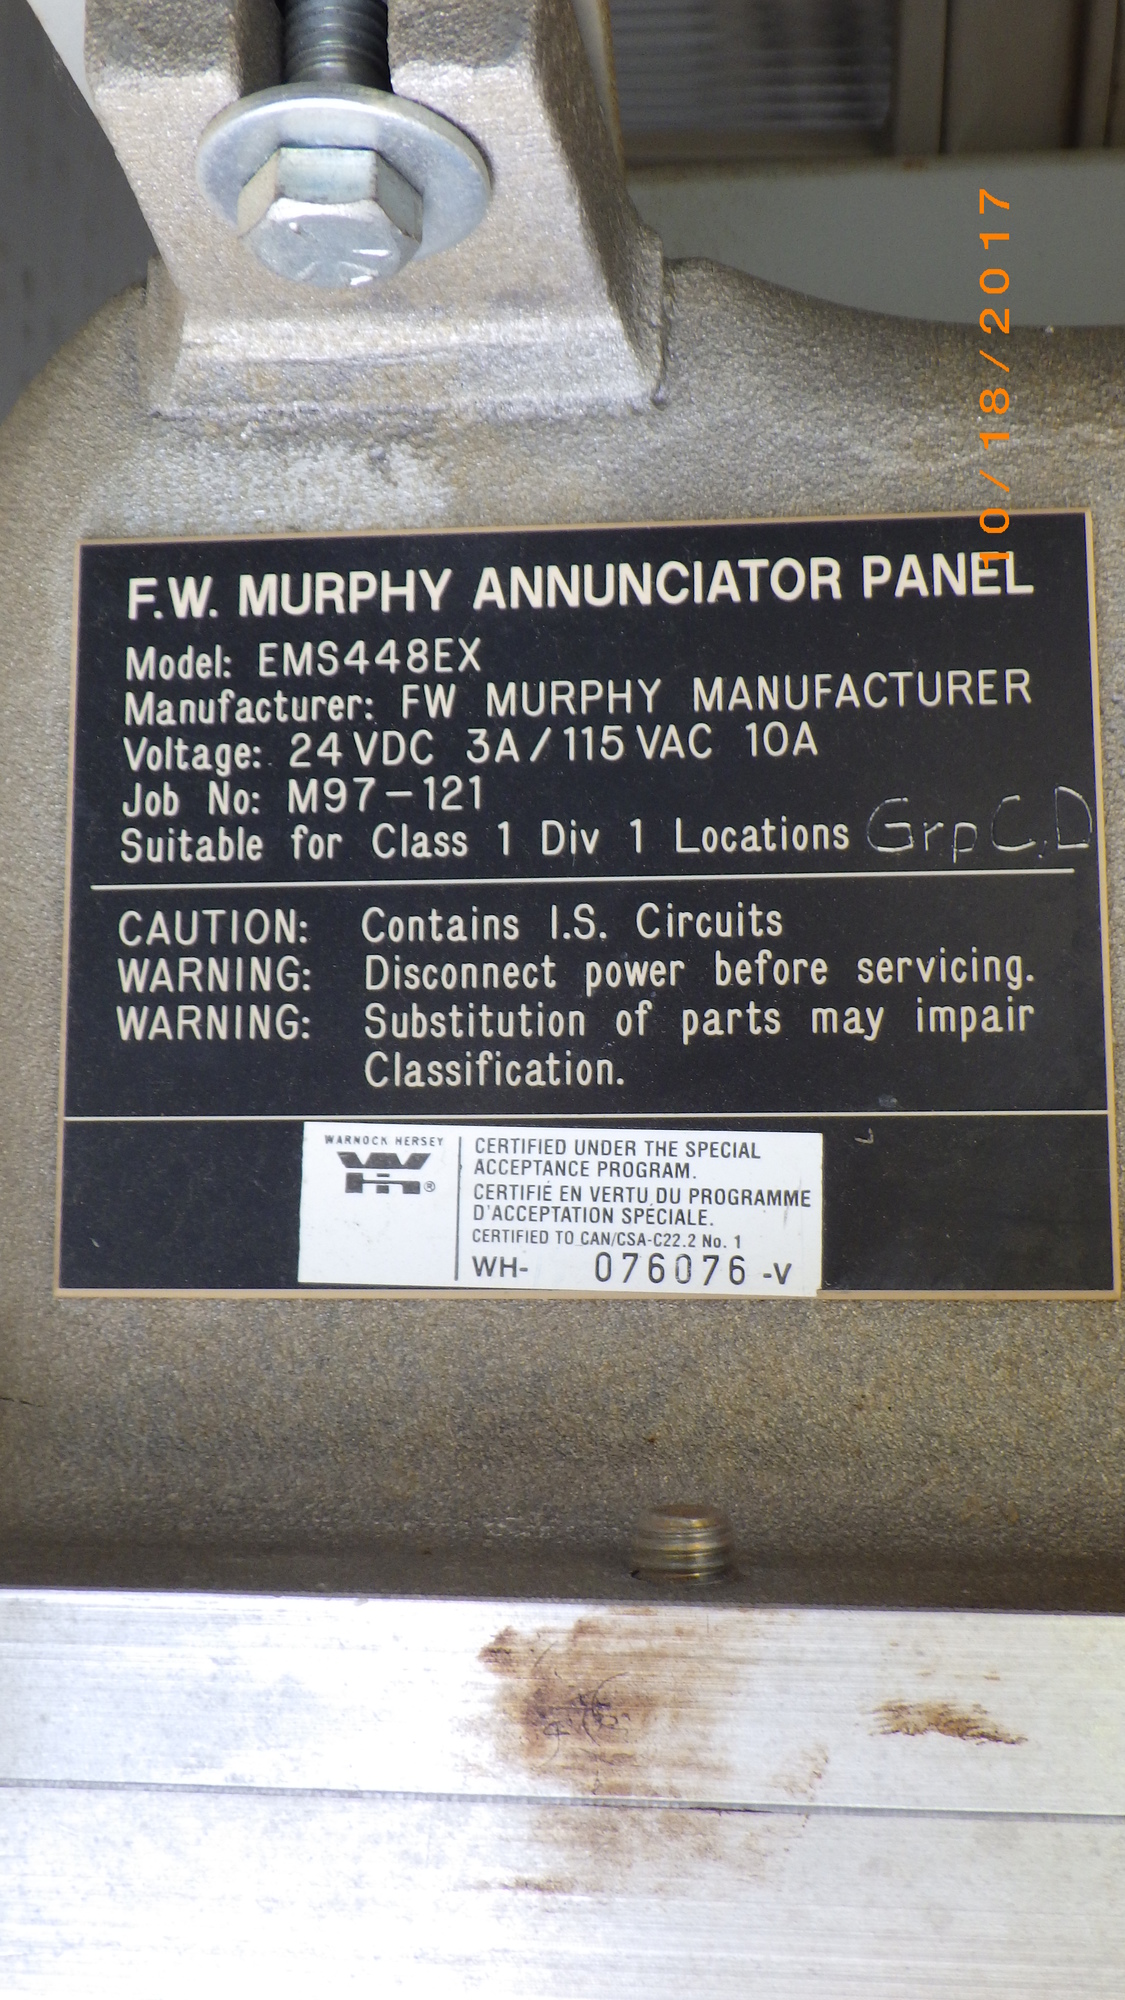 10/18/2017
F.W. MURPHY ANNUNCIATOR PANEL
Model: EMS448EX
Manufacturer: FW MURPHY MANUFACTURER
Voltage: 24 VDC 3A/115 VAC 10A
Job No: M97-121
Suitable for Class 1 Div 1 Locations Grp C,D
CAUTION: Contains I.S. Circuits
WARNING: Disconnect power before servicing.
WARNING: Substitution of parts may impair
Classification.
WARNOCK HERSEY
WH®
CERTIFIED UNDER THE SPECIAL
ACCEPTANCE PROGRAM.
CERTIFIÉ EN VERTU DU PROGRAMME
D'ACCEPTATION SPÉCIALE.
CERTIFIED TO CAN/CSA-C22.2 No. 1
WH- 076076 -V